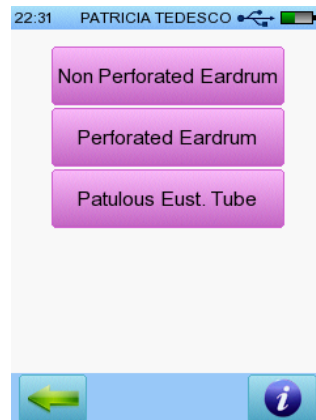 22:31 PATRICIA TEDESCO
Non Perforated Eardrum
Perforated Eardrum
Patulous Eust. Tube
i